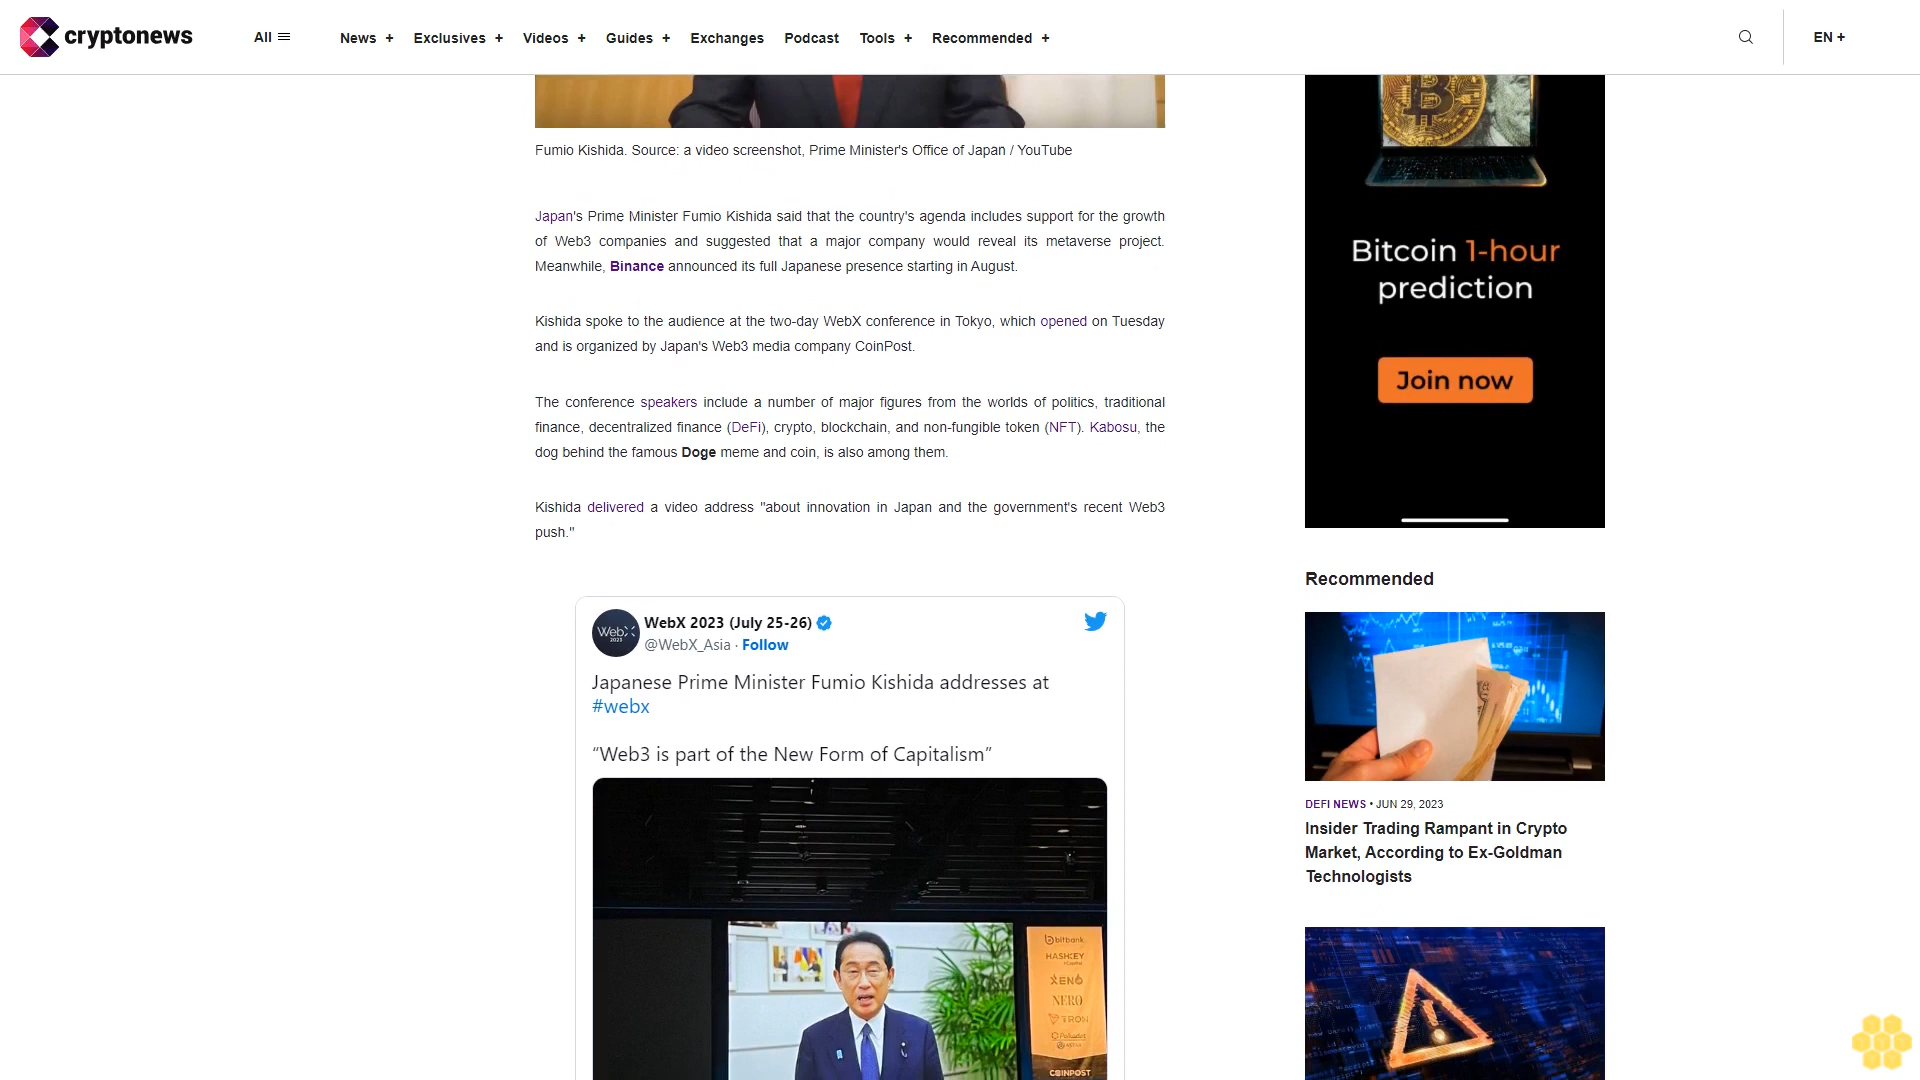 cryptonews
All
News +
Exclusives +
Videos +
Guides +
Exchanges
Podcast
Tools +
Recommended +
EN +
Fumio Kishida. Source: a video screenshot, Prime Minister's Office of Japan / YouTube
Japan's Prime Minister Fumio Kishida said that the country's agenda includes support for the growth
of Web3 companies and suggested that a major company would reveal its metaverse project.
Meanwhile, Binance announced its full Japanese presence starting in August.
Kishida spoke to the audience at the two-day WebX conference in Tokyo, which opened on Tuesday
and is organized by Japan's Web3 media company CoinPost.
The conference speakers include a number of major figures from the worlds of politics, traditional
finance, decentralized finance (DeFi), crypto, blockchain, and non-fungible token (NFT). Kabosu, the
dog behind the famous Doge meme and coin, is also among them.
Kishida delivered a video address "about innovation in Japan and the government's recent Web3
push."
WebX
2023
WebX 2023 (July 25-26)
@WebX_Asia · Follow
Japanese Prime Minister Fumio Kishida addresses at
#webx
“Web3 is part of the New Form of Capitalism”
bitbank
HASHKEY
XENO
NERO
TRON
Polkadot
COINPOST
Bitcoin 1-hour
prediction
Join now
Recommended
DEFI NEWS • JUN 29, 2023
Insider Trading Rampant in Crypto
Market, According to Ex-Goldman
Technologists